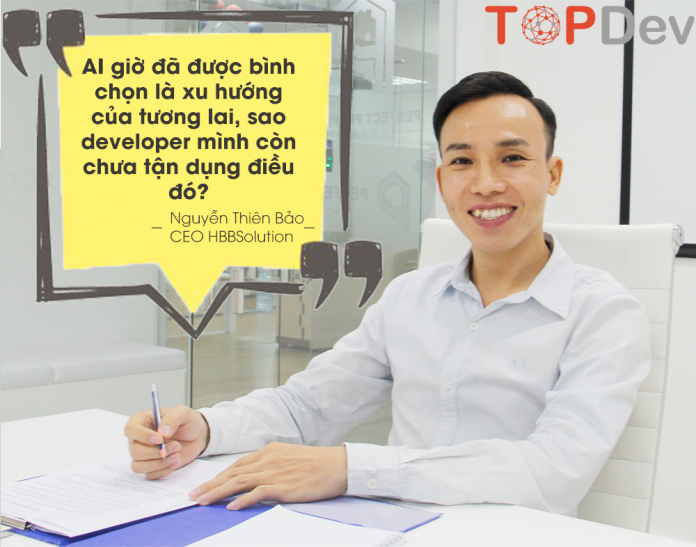 TOPDev
AI giờ đã được bình
chọn là xu hướng
của tương lai, sao
developer mình còn
chưa tận dụng điều
đó?
_ Nguyễn Thiên Bảo_
CEO HBBSolution